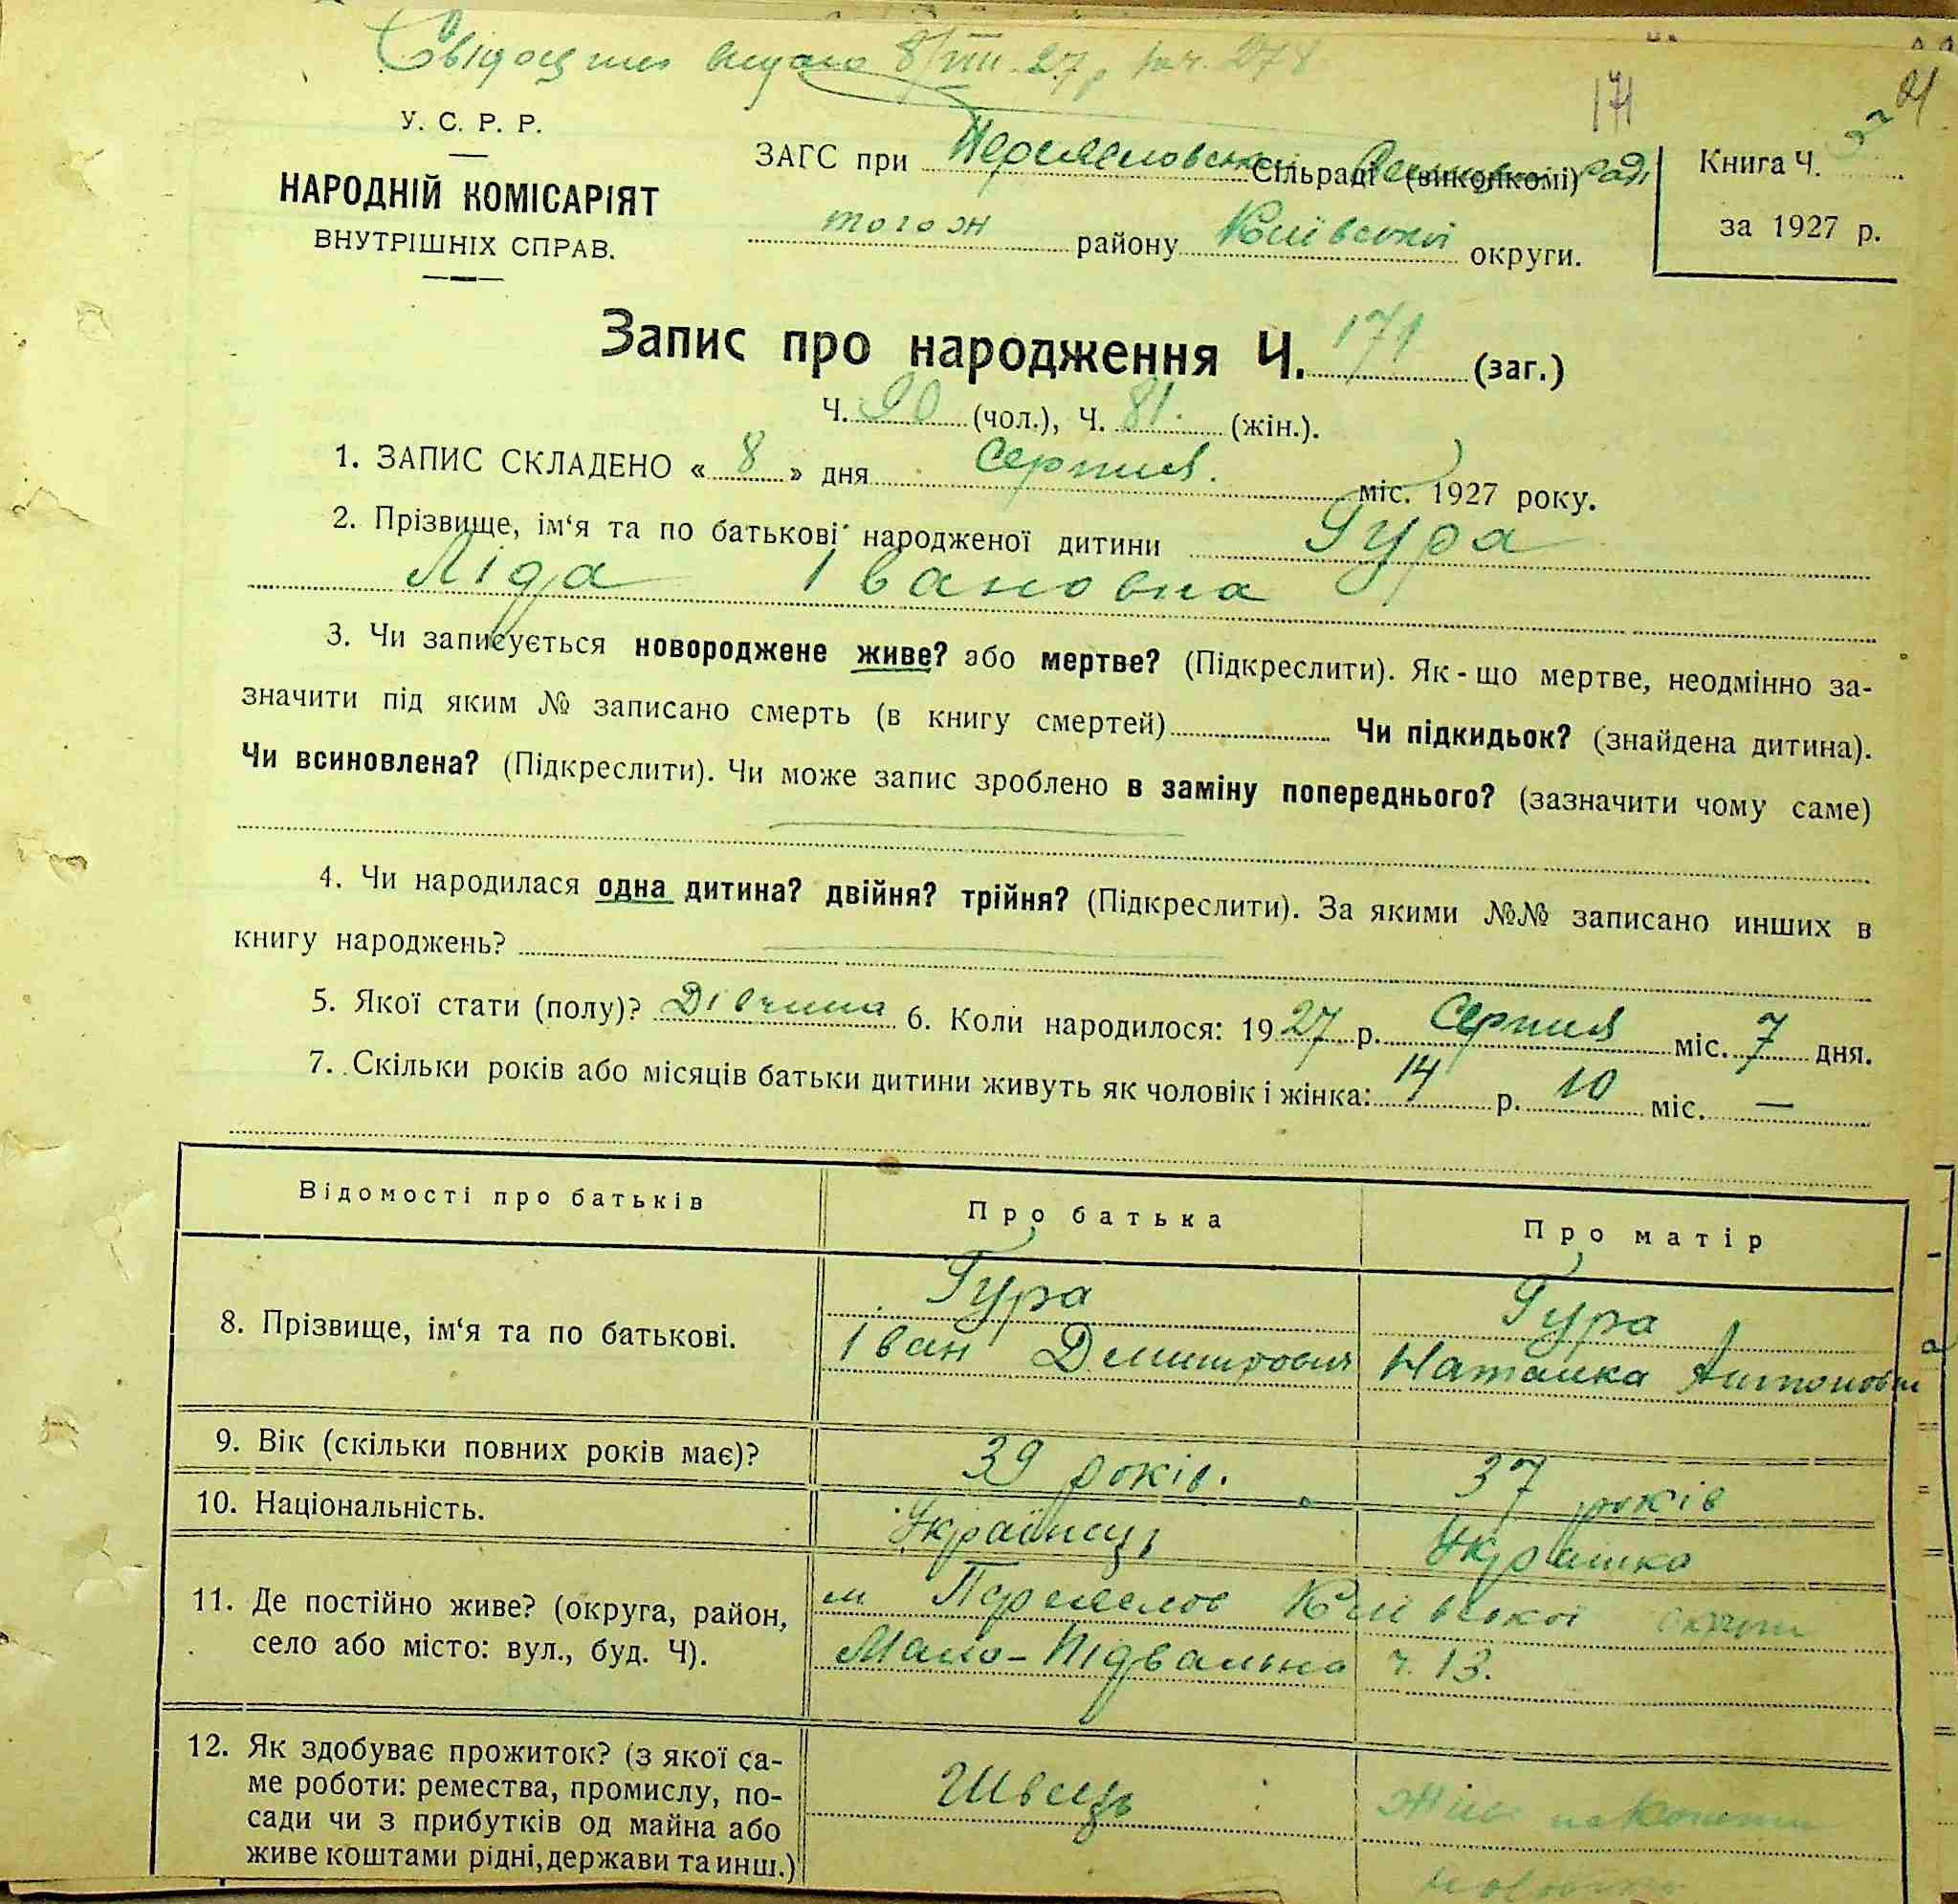 Свідоцтво видано 8/VIII 27 р за ч. 278
171
У. С. Р. Р.
НАРОДНІЙ КОМІСАРІЯТ
ВНУТРІШНІХ СПРАВ.
ЗАГС при Переяславськ Сільраді (виконкомі) раді
тогож району Київської округи.
Книга Ч.
за 1927 р.
Запис про народження Ч. 171 (заг.)
Ч. 90 (чол.), Ч. 81. (жін.).
1. ЗАПИС СКЛАДЕНО « 8 » дня Серпня. міс. 1927 року.
2. Прізвище, ім‘я та по батькові народженої дитини Гура
Ліда Івановна
3. Чи записується новороджене живе? або мертве? (Підкреслити). Як-що мертве, неодмінно за-
значити під яким № записано смерть (в книгу смертей) Чи підкидьок? (знайдена дитина).
Чи всиновлена? (Підкреслити). Чи може запис зроблено в заміну попереднього? (зазначити чому саме)
4. Чи народилася одна дитина? двійня? трійня? (Підкреслити). За якими №№ записано инших в
книгу народжень?
5. Якої стати (полу)? Дівчина 6. Коли народилося: 1927 р. Серпня міс. 7 дня.
7. Скільки років або місяців батьки дитини живуть як чоловік і жінка: 14 р. 10 міс. —
Відомості про батьків Про батька Про матір
8. Прізвище, ім‘я та по батькові. Гура Гура
Іван Дмитрович Наталка Антоновн
9. Вік (скільки повних років має)? 39 років. 37 років
10. Національність. Українець Українка
11. Де постійно живе? (округа, район, м Переяслов Київської округи
село або місто: вул., буд. Ч). Мало-Підвальна ч. 13.
12. Як здобуває прожиток? (з якої са-
ме роботи: ремества, промислу, по- Швець
сади чи з прибутків од майна або
живе коштами рідні, держави та инш.)